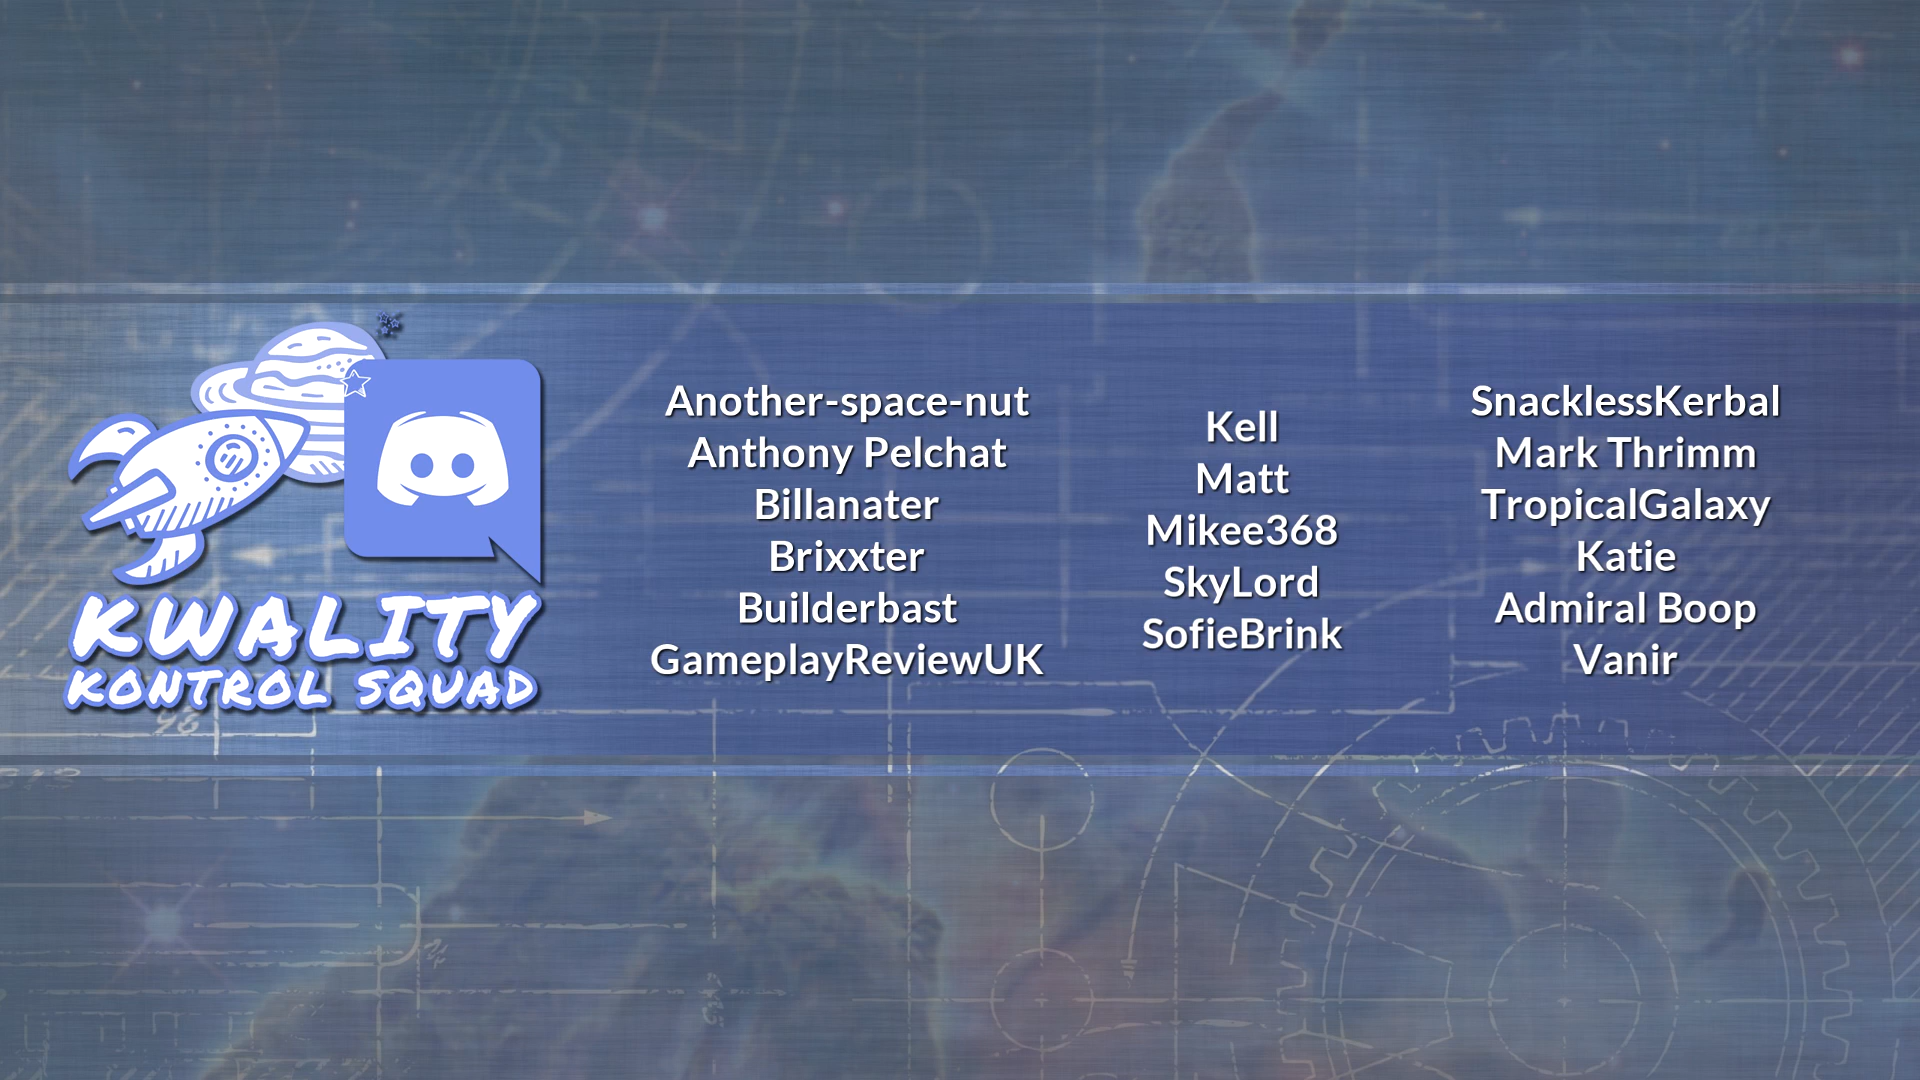 KWALITY
KONTROL SQUAD
Another-space-nut
Anthony Pelchat
Billanater
Brixxter
Builderbast
GameplayReviewUK
Kell
Matt
Mikee368
SkyLord
SofieBrink
SnacklessKerbal
Mark Thrimm
TropicalGalaxy
Katie
Admiral Boop
Vanir